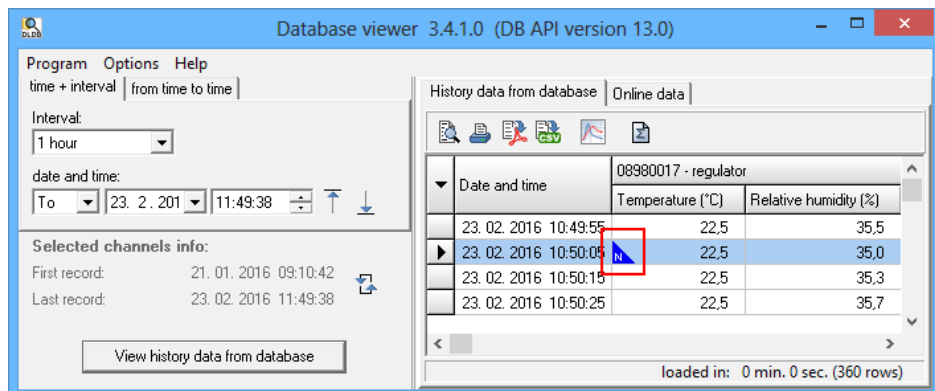 DLDB
Database viewer 3.4.1.0 (DB API version 13.0)
Program Options Help
time + interval
from time to time
Interval:
1 hour
date and time:
To
23. 2 . 201
11:49:38
Selected channels info:
First record: 21. 01. 2016 09:10:42
Last record: 23. 02. 2016 11:49:38
View history data from database
History data from database
Online data
CSV
Σ
Date and time
08980017 - regulator
Temperature (°C)
Relative humidity (%)
23. 02. 2016 10:49:55 22,5 35,5
23. 02. 2016 10:50:05 N 22,5 35,0
23. 02. 2016 10:50:15 22,5 35,3
23. 02. 2016 10:50:25 22,5 35,7
loaded in: 0 min. 0 sec. (360 rows)